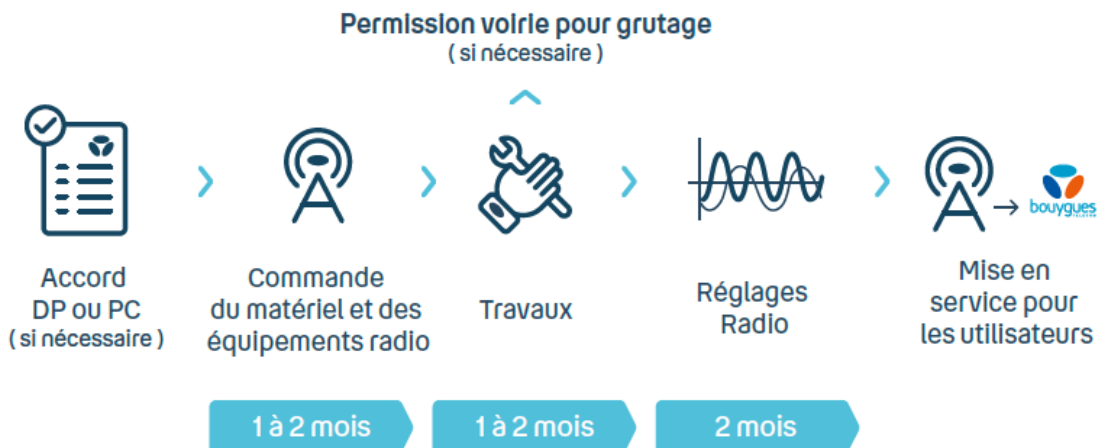 Permission voirie pour grutage
( si nécessaire )
Accord
DP ou PC
( si nécessaire )
Commande
du matériel et des
équipements radio
Travaux
Réglages
Radio
bouygues
TELECOM
Mise en
service pour
les utilisateurs
1 à 2 mois
1 à 2 mois
2 mois